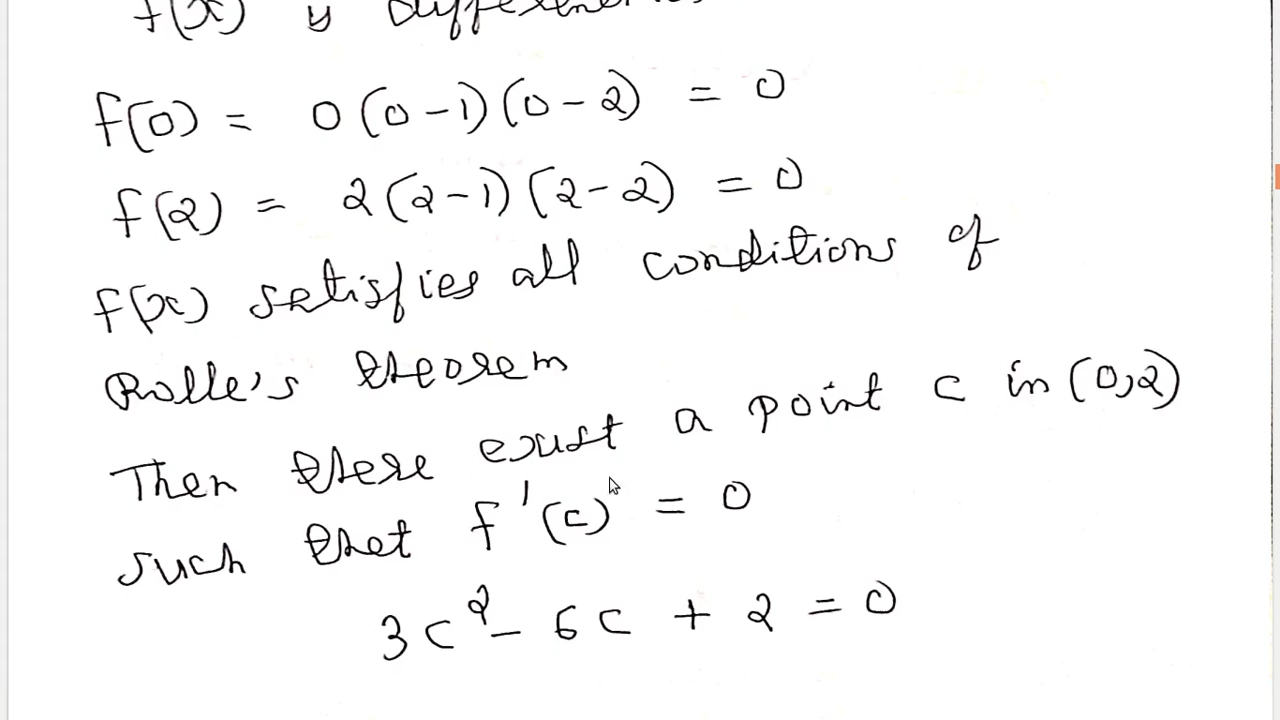 f(x) is
f(0) = 0(0-1)(0-2) = 0
f(2) = 2(2-1)(2-2) = 0
f(x) satisfies all conditions of
Rolle's theorem
Then there exist a point c in (0,2)
such that f'(c) = 0
3c² - 6c + 2 = 0